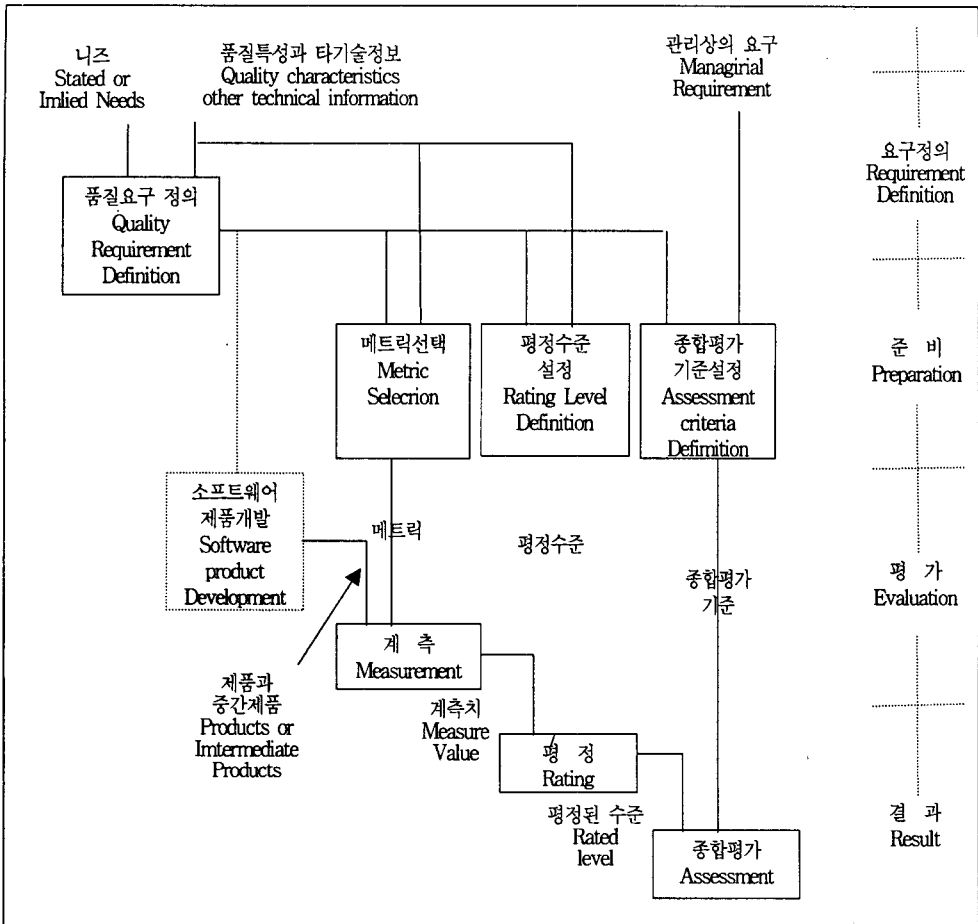 니즈
Stated or
Imlied Needs
품질특성과 타기술정보
Quality characteristics
other technical information
관리상의 요구
Managirial
Requirement
요구정의
Requirement
Definition
품질요구 정의
Quality
Requirement
Definition
메트릭선택
Metric
Selecrion
평정수준
설정
Rating Level
Definition
종합평가
기준설정
Assessment
criteria
Defimition
준 비
Preparation
소프트웨어
제품개발
Software
product
Development
메트릭
평정수준
종합평가
기준
평 가
Evaluation
계 측
Measurement
제품과
중간제품
Products or
Imtermediate
Products
계측치
Measure
Value
평 정
Rating
평정된 수준
Rated
level
결 과
Result
종합평가
Assessment